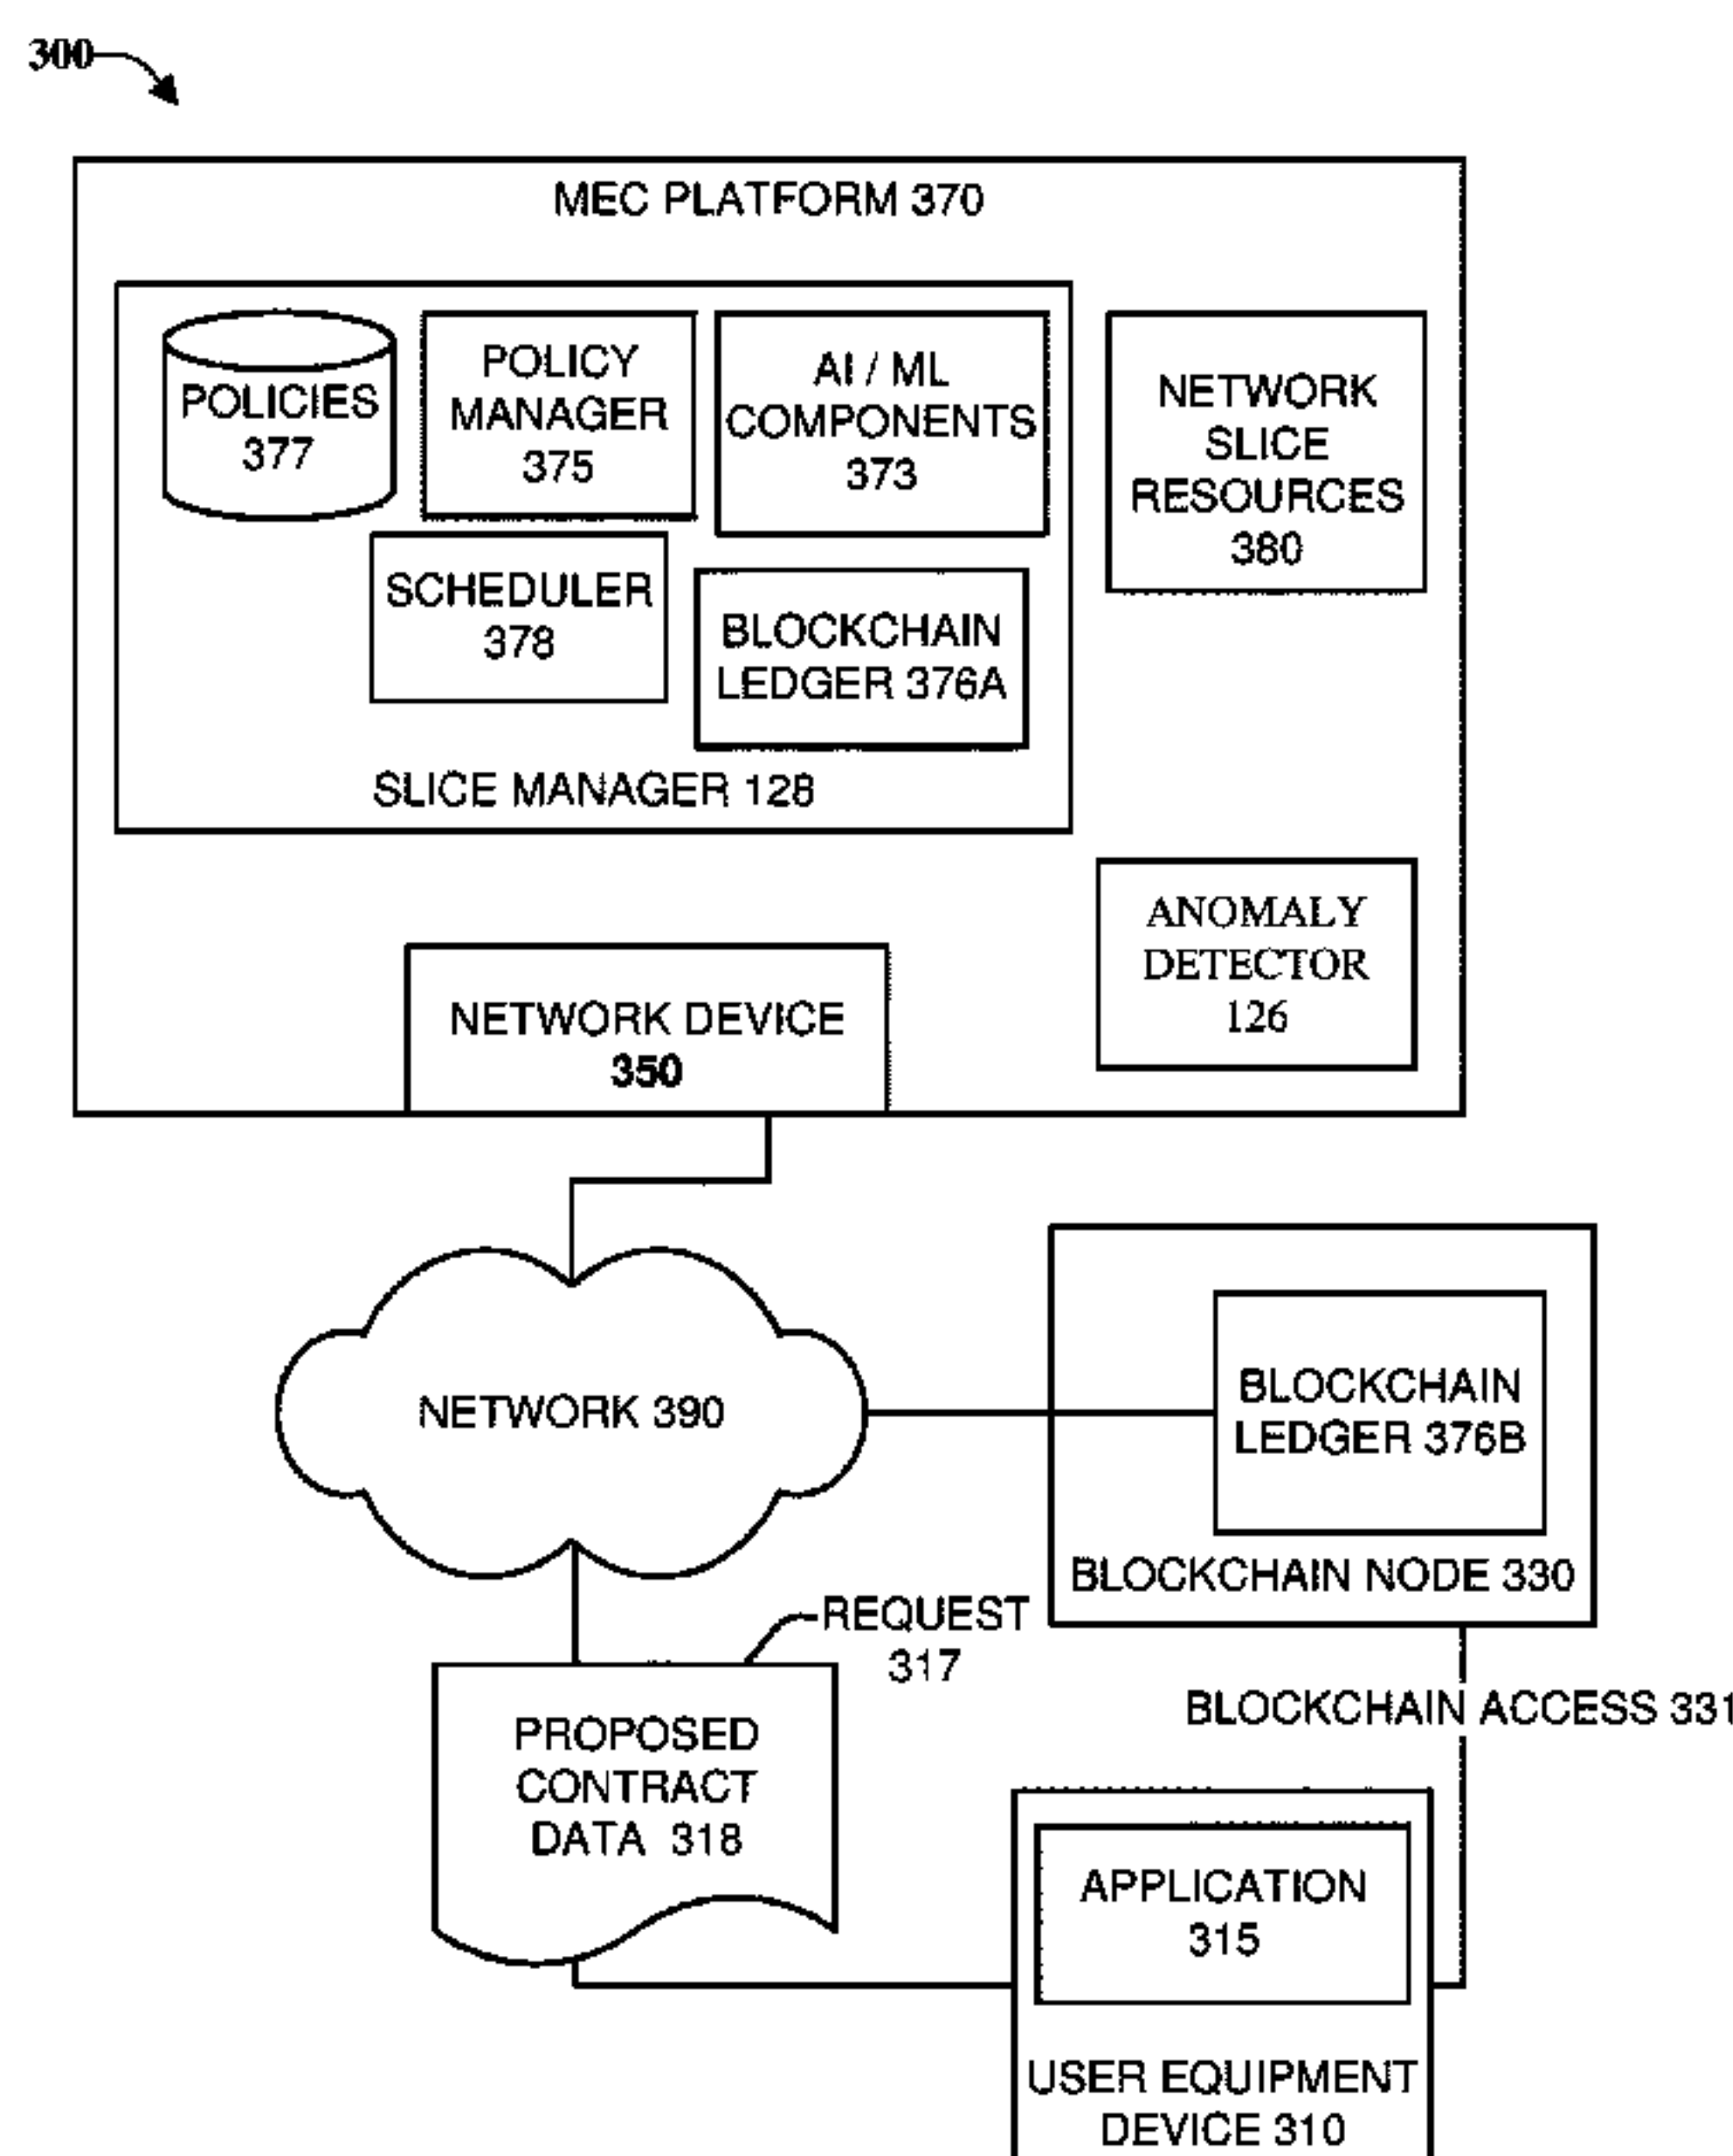 300
MEC PLATFORM 370
POLICIES
377
POLICY
MANAGER
375
AI / ML
COMPONENTS
373
NETWORK
SLICE
RESOURCES
380
SCHEDULER
378
BLOCKCHAIN
LEDGER 376A
SLICE MANAGER 128
ANOMALY
DETECTOR
126
NETWORK DEVICE
350
NETWORK 390
BLOCKCHAIN
LEDGER 376B
BLOCKCHAIN NODE 330
REQUEST
317
BLOCKCHAIN ACCESS 331
PROPOSED
CONTRACT
DATA 318
APPLICATION
315
USER EQUIPMENT
DEVICE 310